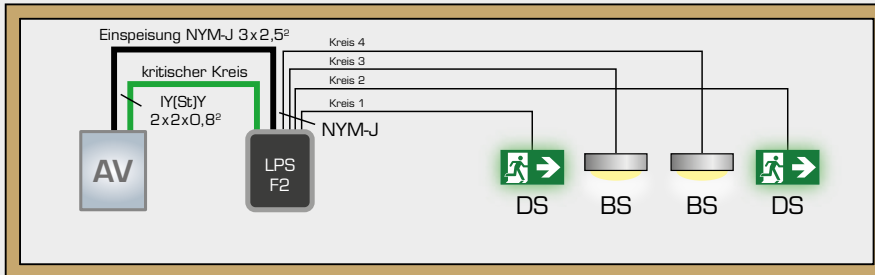 Einspeisung NYM-J 3x2,5²
kritischer Kreis
IY(St)Y
2x2x0,8²
Kreis 4
Kreis 3
Kreis 2
Kreis 1
NYM-J
AV
LPS
F2
DS
BS
BS
DS